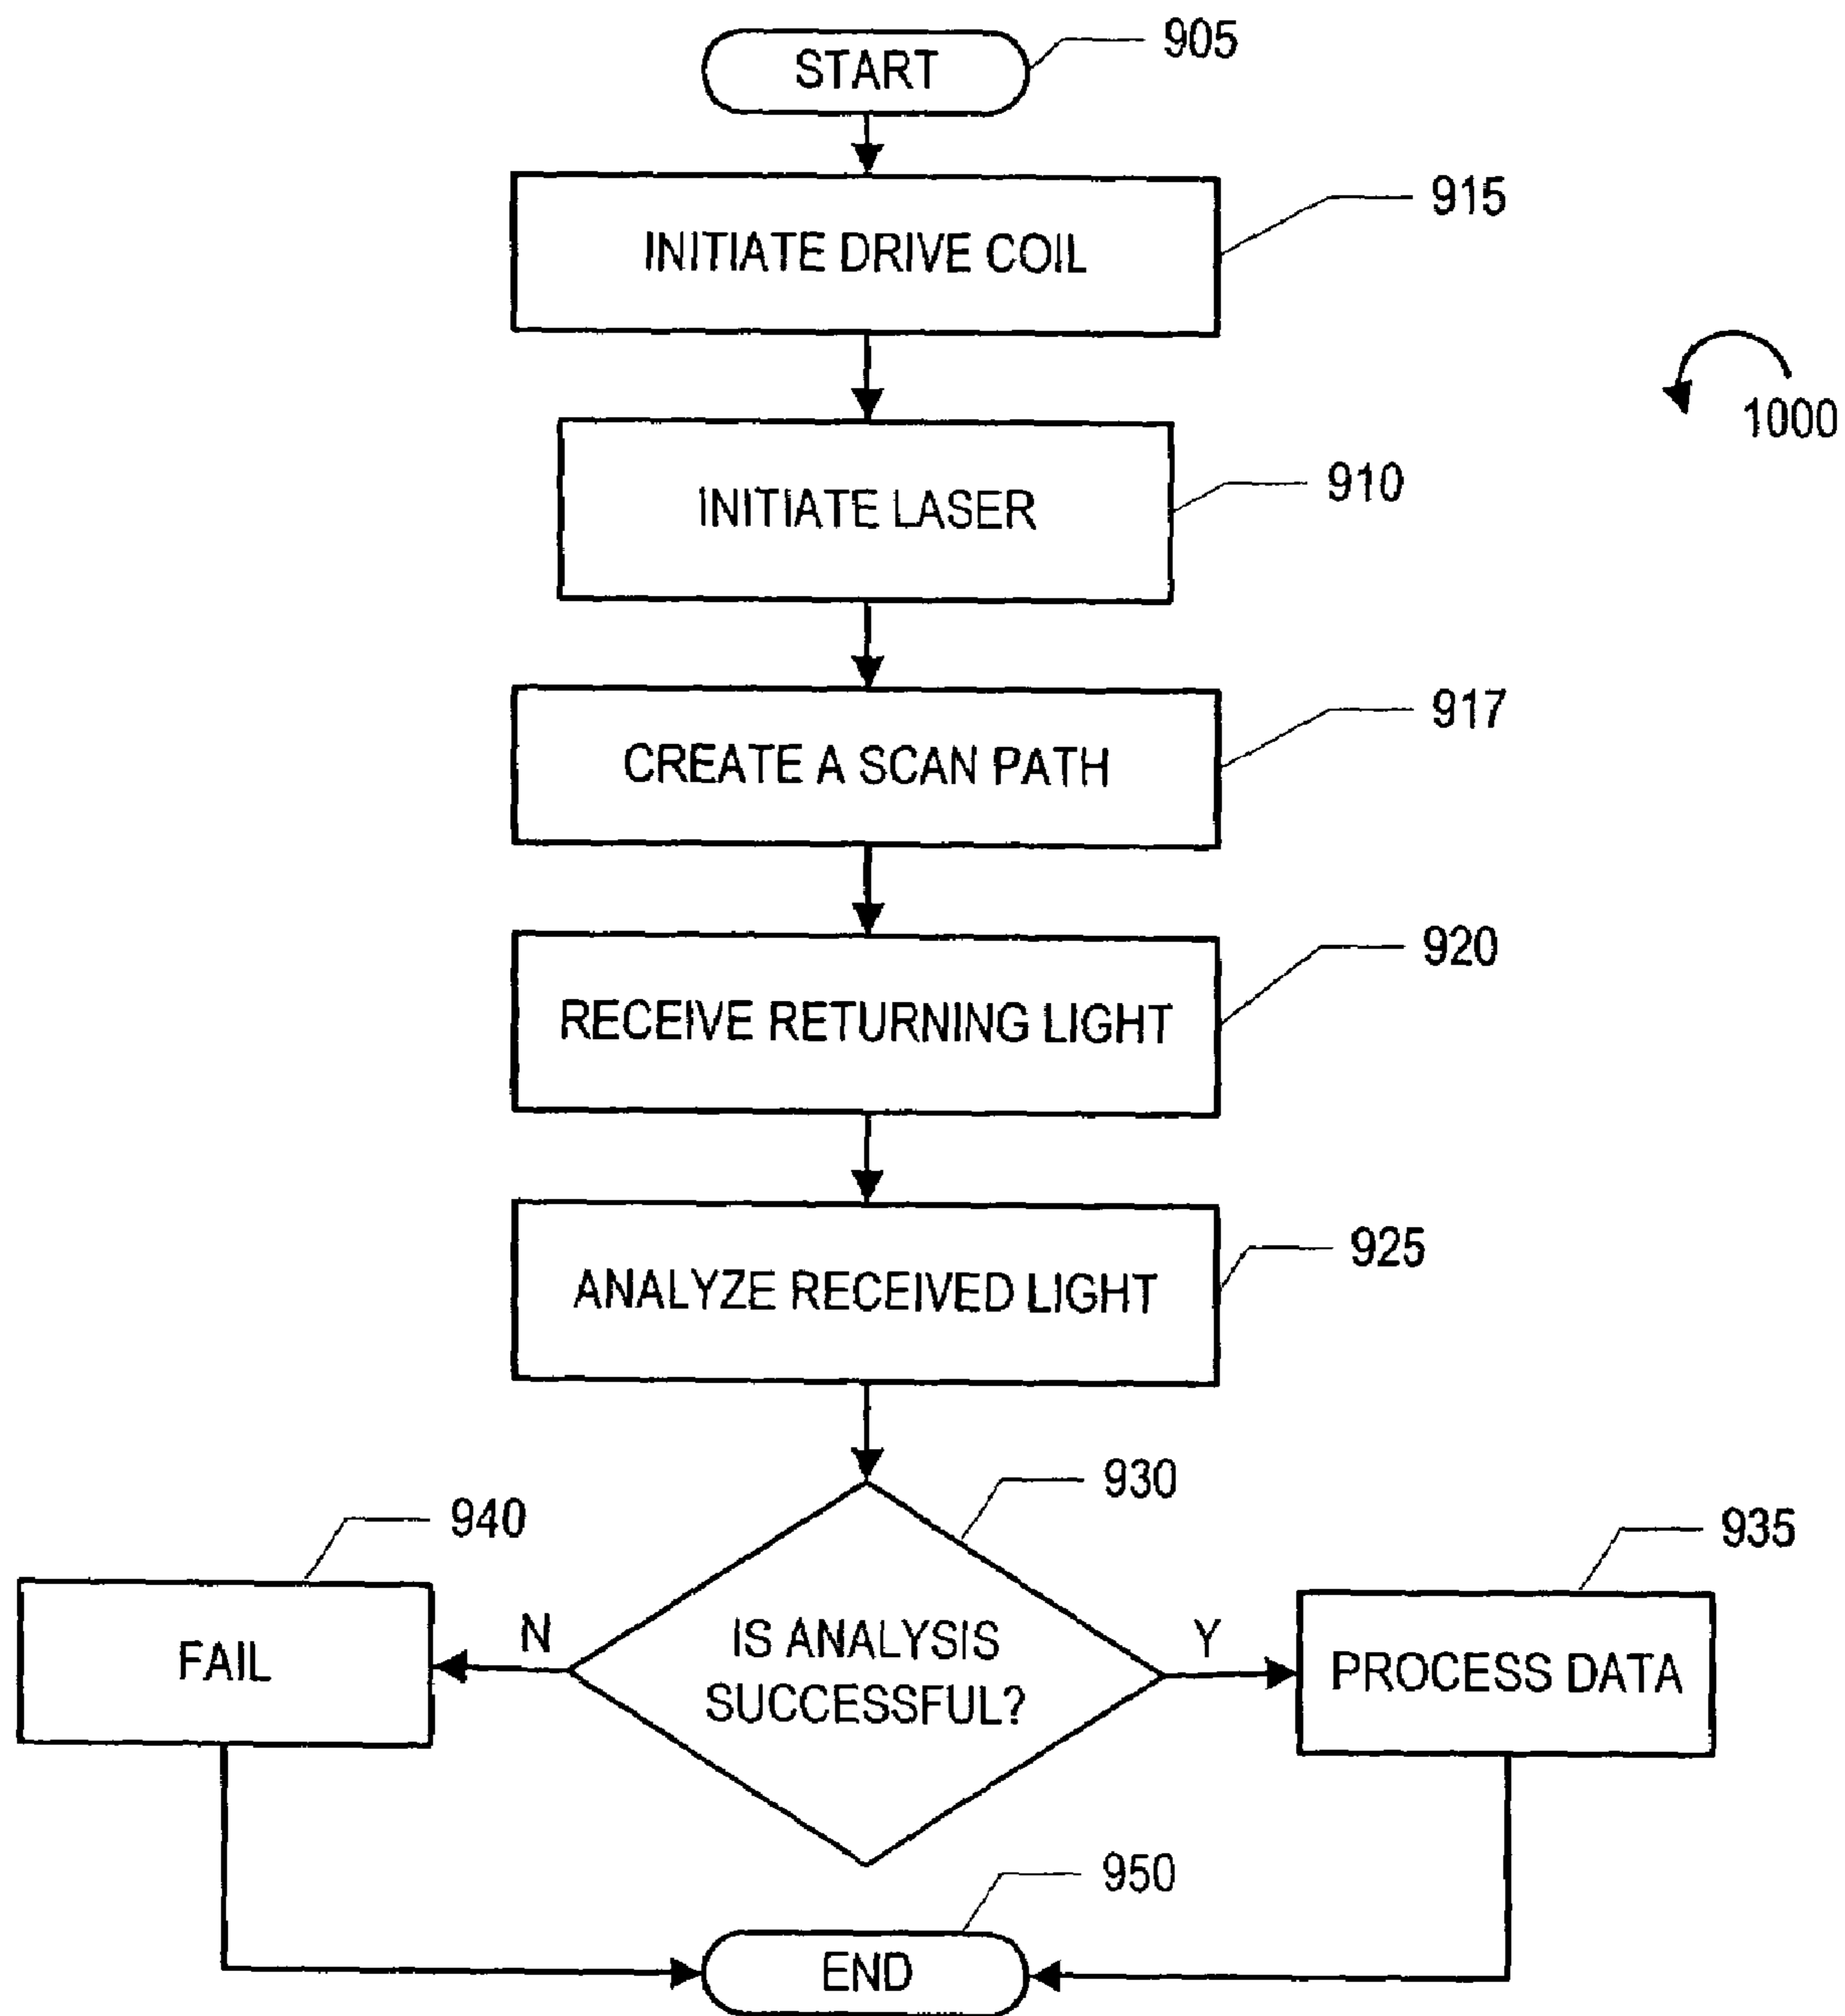 START
905
INITIATE DRIVE COIL
915
1000
INITIATE LASER
910
CREATE A SCAN PATH
917
RECEIVE RETURNING LIGHT
920
ANALYZE RECEIVED LIGHT
925
930
940
935
FAIL
N
IS ANALYSIS
SUCCESSFUL?
Y
PROCESS DATA
950
END